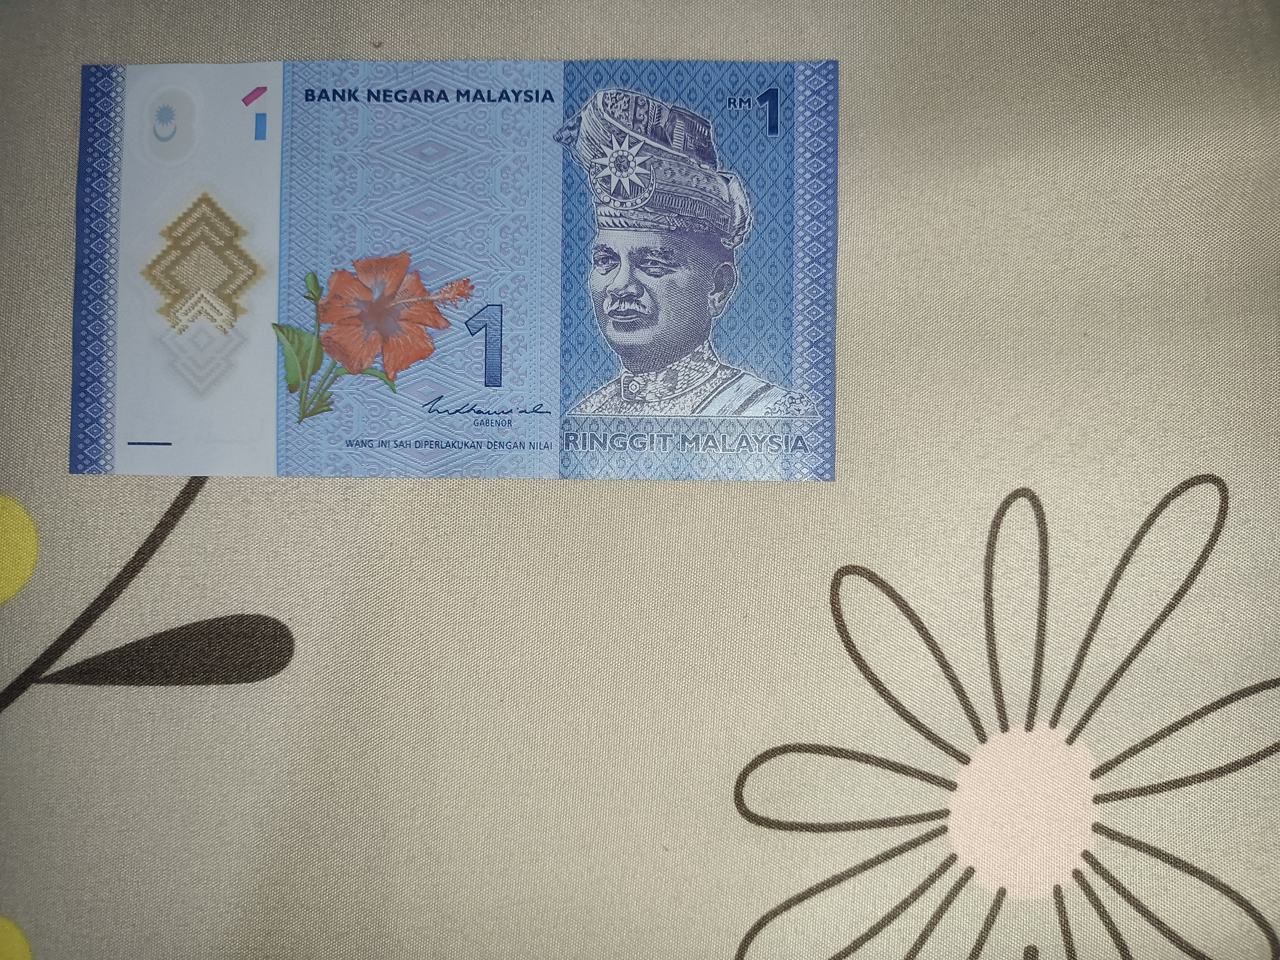 BANK NEGARA MALAYSIA
RM 1
1
GABENOR
WANG INI SAH DIPERLAKUKAN DENGAN NILAI
RINGGIT MALAYSIA